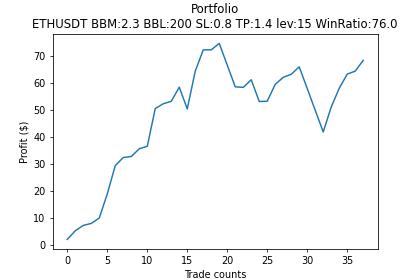 Portfolio
ETHUSDT BBM:2.3 BBL:200 SL:0.8 TP:1.4 lev:15 WinRatio:76.0
70
60
50
40
30
20
10
0
Profit ($)
0 5 10 15 20 25 30 35
Trade counts